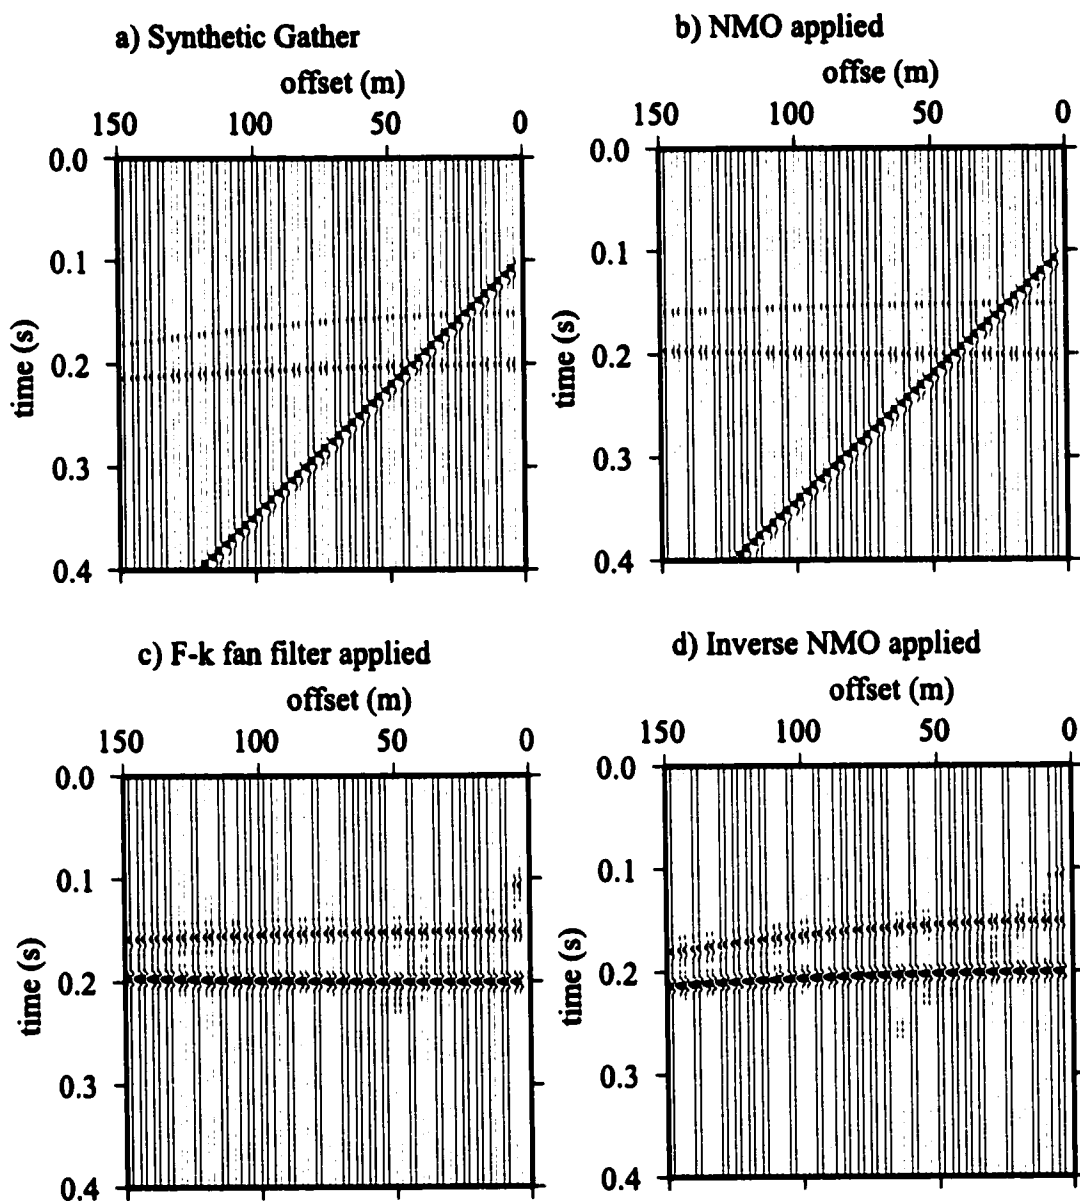 a) Synthetic Gather
offset (m)
150 100 50 0
0.0
0.1
0.2
0.3
0.4
time (s)
b) NMO applied
offse (m)
150 100 50 0
0.0
0.1
0.2
0.3
0.4
time (s)
c) F-k fan filter applied
offset (m)
150 100 50 0
0.0
0.1
0.2
0.3
0.4
time (s)
d) Inverse NMO applied
offset (m)
150 100 50 0
0.0
0.1
0.2
0.3
0.4
time (s)